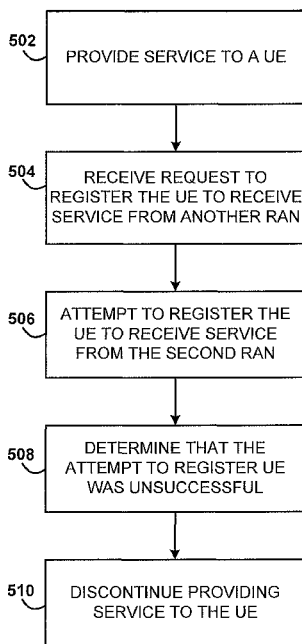 502
PROVIDE SERVICE TO A UE
504
RECEIVE REQUEST TO
REGISTER THE UE TO RECEIVE
SERVICE FROM ANOTHER RAN
506
ATTEMPT TO REGISTER THE
UE TO RECEIVE SERVICE
FROM THE SECOND RAN
508
DETERMINE THAT THE
ATTEMPT TO REGISTER UE
WAS UNSUCCESSFUL
510
DISCONTINUE PROVIDING
SERVICE TO THE UE